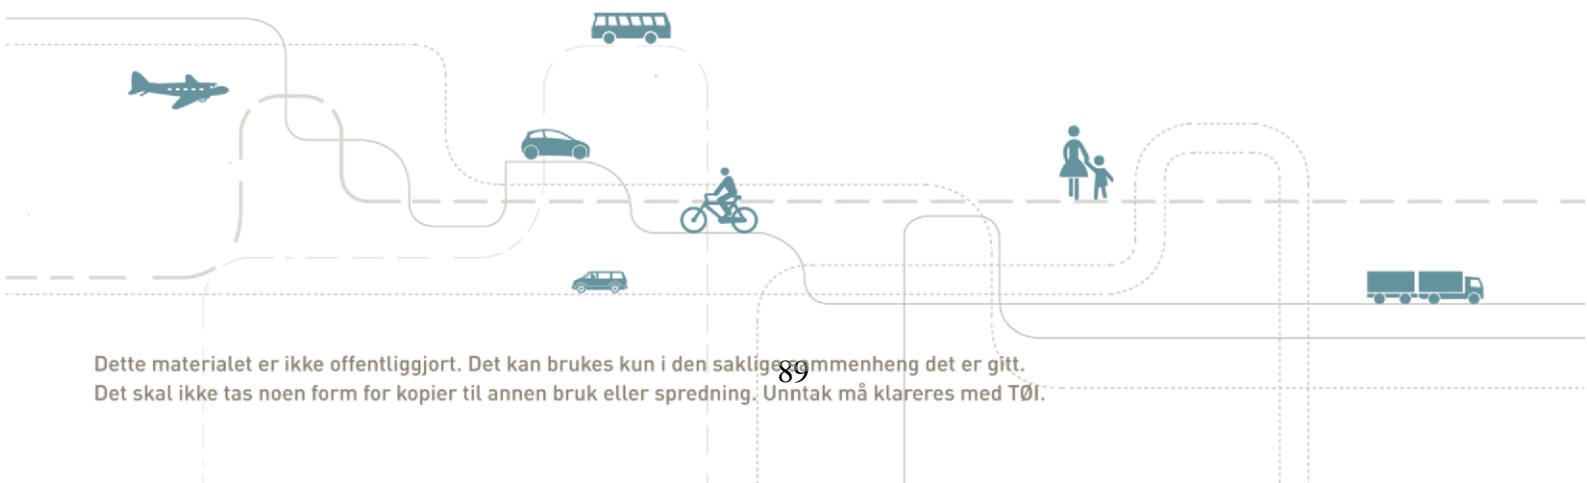 Dette materialet er ikke offentliggjort. Det kan brukes kun i den saklige sammenheng det er gitt.
89
Det skal ikke tas noen form for kopier til annen bruk eller spredning. Unntak må klareres med TØI.